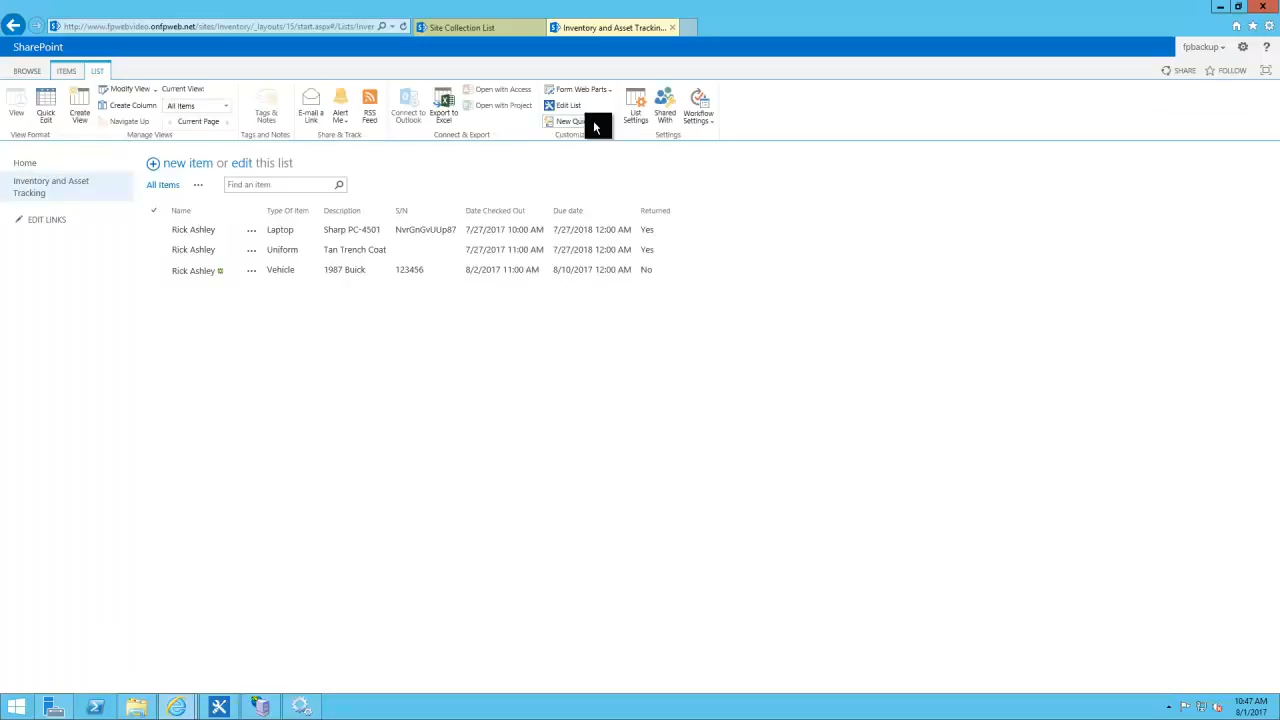 http://www.fpwebvideo.onfpweb.net/sites/Inventory/_layouts/15/start.aspx#/Lists/Inver
Site Collection List
Inventory and Asset Trackin...
SharePoint
fpbackup
BROWSE ITEMS LIST
SHARE FOLLOW
View
Quick Edit
Create View
Modify View
Create Column
Navigate Up
Current View:
All Items
Current Page
Tags & Notes
E-mail a Link
Alert Me
RSS Feed
Connect to Outlook
Export to Excel
Open with Access
Open with Project
Form Web Parts
Edit List
New
List Settings
Shared With
Workflow Settings
View Format
Manage Views
Tags and Notes
Share & Track
Connect & Export
Settings
Home
Inventory and Asset
Tracking
EDIT LINKS
new item or edit this list
All Items ... Find an item
Name Type Of Item Description S/N Date Checked Out Due date Returned
Rick Ashley ... Laptop Sharp PC-4501 NvrGnGvUUp87 7/27/2017 10:00 AM 7/27/2018 12:00 AM Yes
Rick Ashley ... Uniform Tan Trench Coat 7/27/2017 11:00 AM 7/27/2018 12:00 AM Yes
Rick Ashley ... Vehicle 1987 Buick 123456 8/2/2017 11:00 AM 8/10/2017 12:00 AM No
10:47 AM
8/1/2017